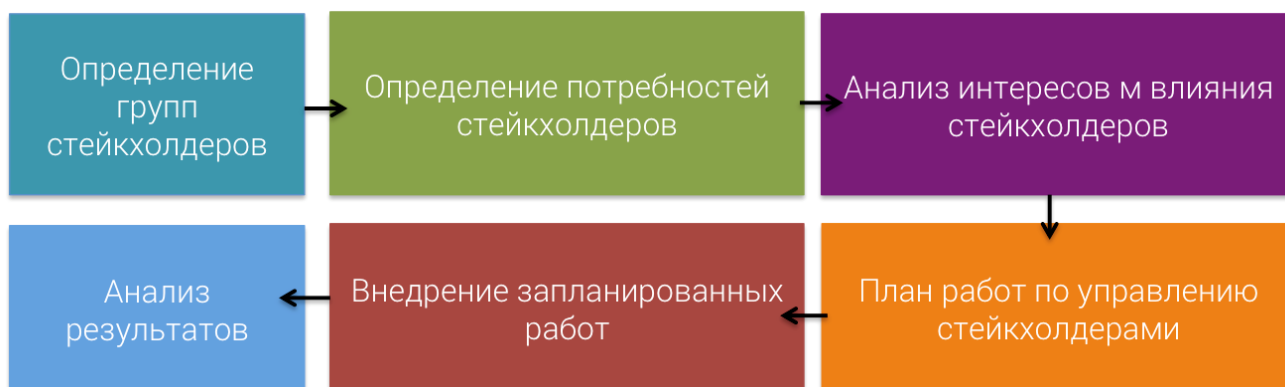 Определение
групп
стейкхолдеров
Определение потребностей
стейкхолдеров
Анализ интересов м влияния
стейкхолдеров
План работ по управлению
стейкхолдерами
Внедрение запланированных
работ
Анализ
результатов